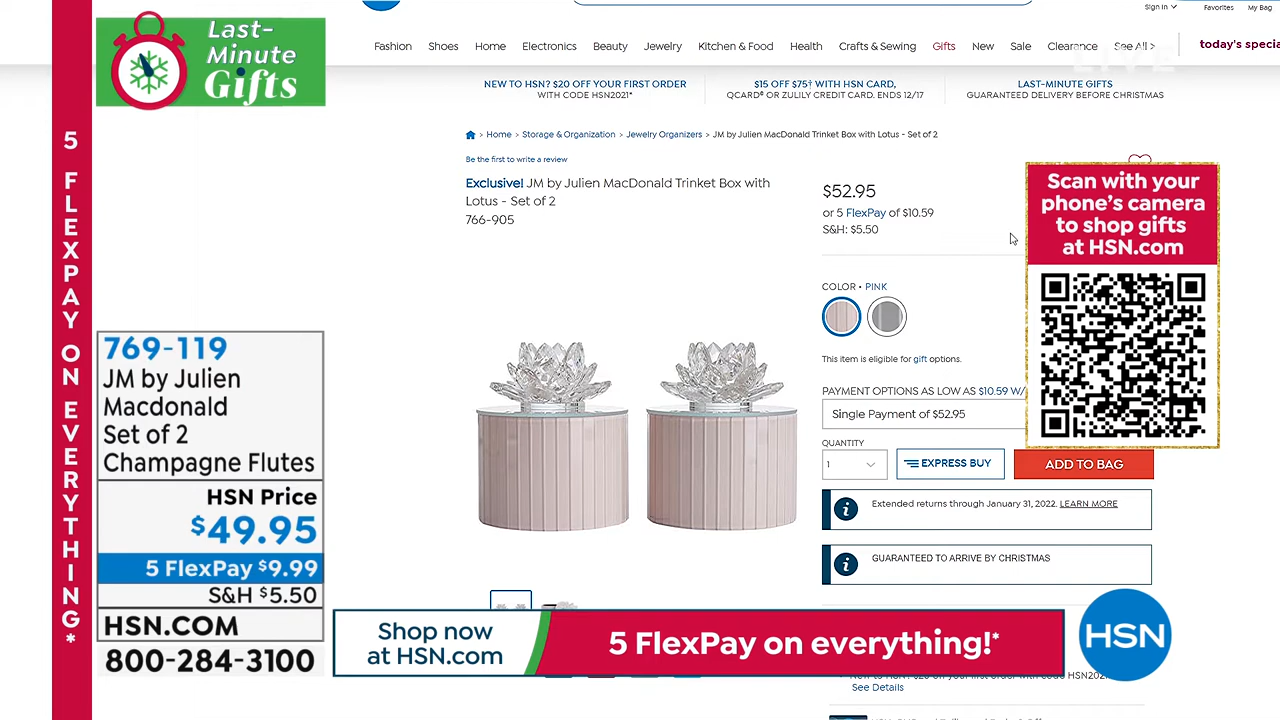 Last-
Minute
Gifts
5 FLEXPAY ON EVERYTHING*
Sign In
Favorites
My Bag
Fashion Shoes Home Electronics Beauty Jewelry Kitchen & Food Health Crafts & Sewing Gifts New Sale Clearance See All >
today's specia
LIVE
NEW TO HSN? $20 OFF YOUR FIRST ORDER
WITH CODE HSN2021*
$15 OFF $75† WITH HSN CARD,
QCARD® OR ZULILY CREDIT CARD. ENDS 12/17
LAST-MINUTE GIFTS
GUARANTEED DELIVERY BEFORE CHRISTMAS
> Home > Storage & Organization > Jewelry Organizers > JM by Julien MacDonald Trinket Box with Lotus - Set of 2
Be the first to write a review
Exclusive! JM by Julien MacDonald Trinket Box with
Lotus - Set of 2
766-905
$52.95
or 5 FlexPay of $10.59
S&H: $5.50
COLOR • PINK
This item is eligible for gift options.
PAYMENT OPTIONS AS LOW AS $10.59 W/
Single Payment of $52.95
QUANTITY
1
EXPRESS BUY
ADD TO BAG
Extended returns through January 31, 2022. LEARN MORE
GUARANTEED TO ARRIVE BY CHRISTMAS
See Details
Scan with your
phone's camera
to shop gifts
at HSN.com
769-119
JM by Julien
Macdonald
Set of 2
Champagne Flutes
HSN Price
$49.95
5 FlexPay $9.99
S&H $5.50
HSN.COM
800-284-3100
Shop now
at HSN.com
5 FlexPay on everything!*
HSN